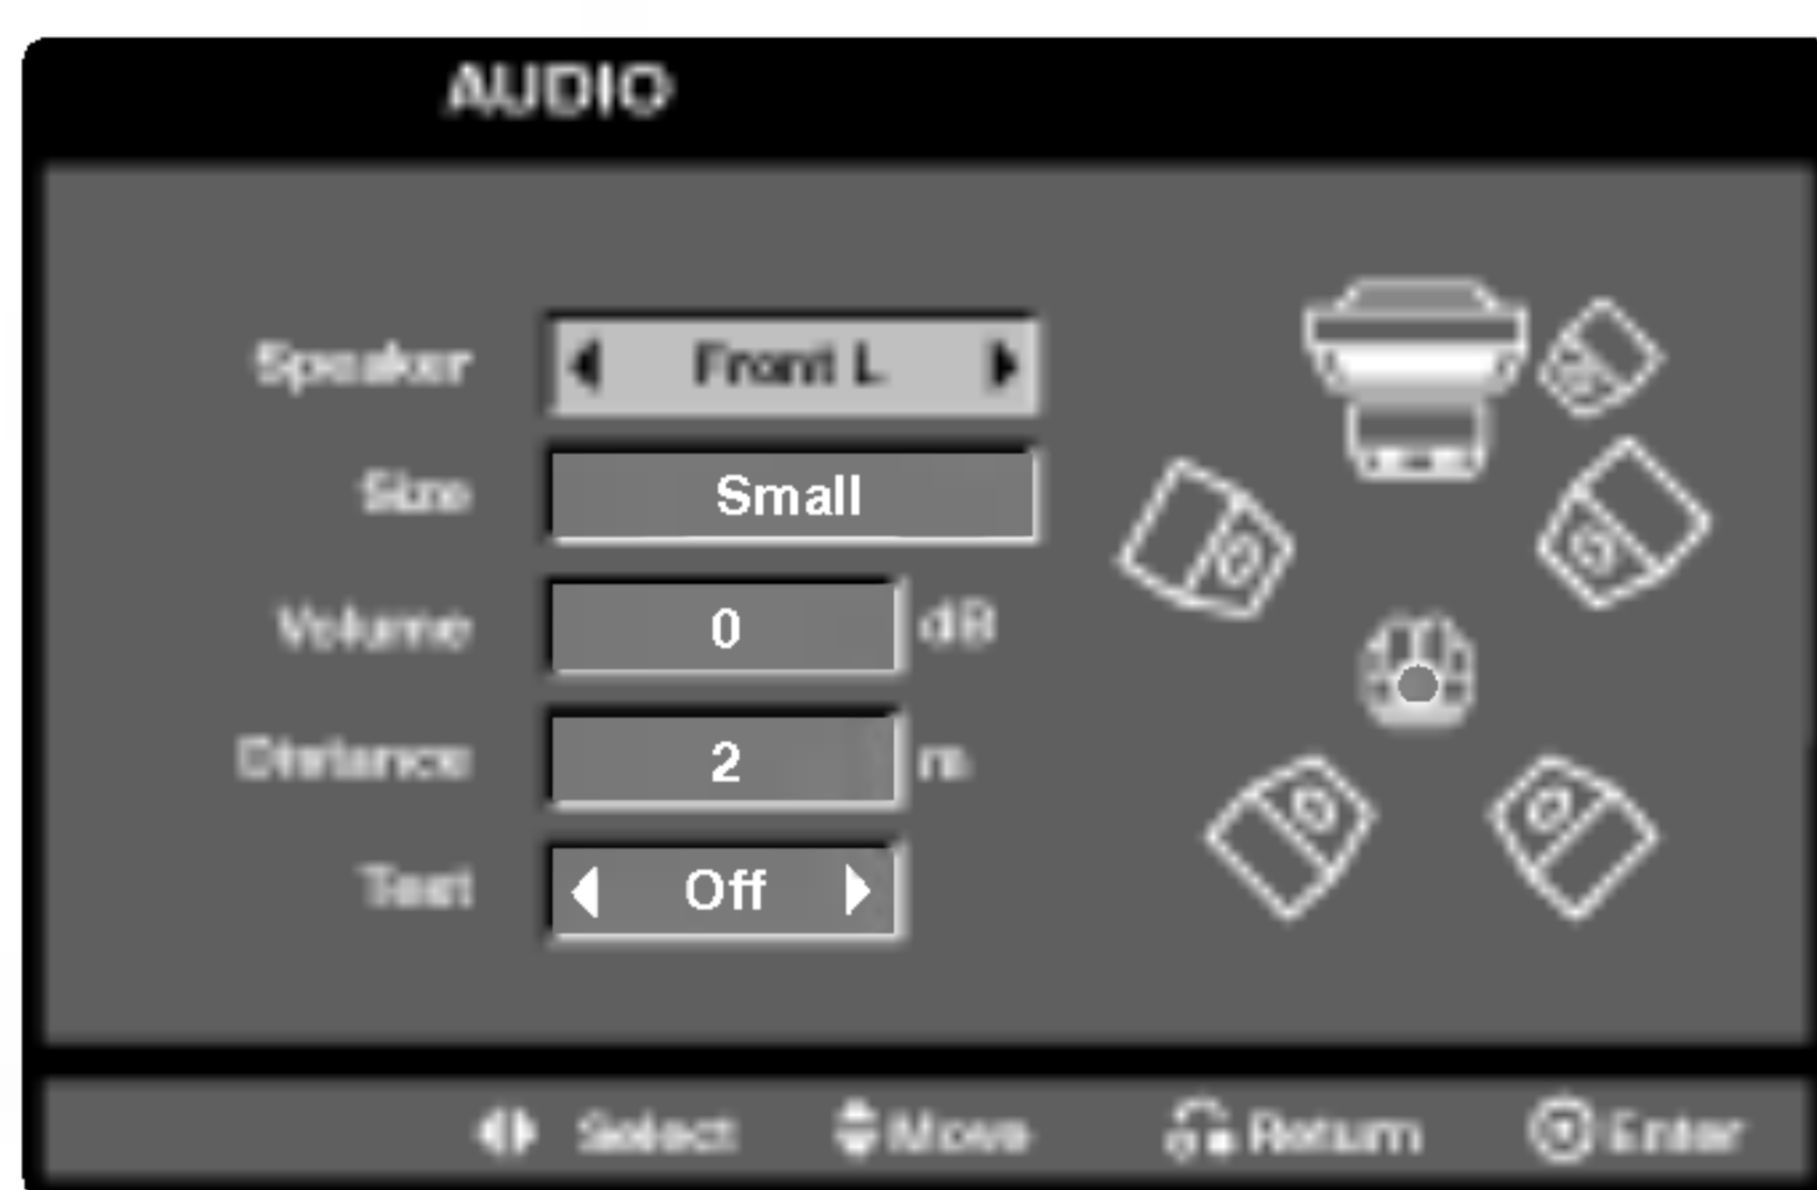 AUDIO
Speaker Front L
Size Small
Volume 0 dB
Distance 2 m
Test Off
Select Move Return Enter